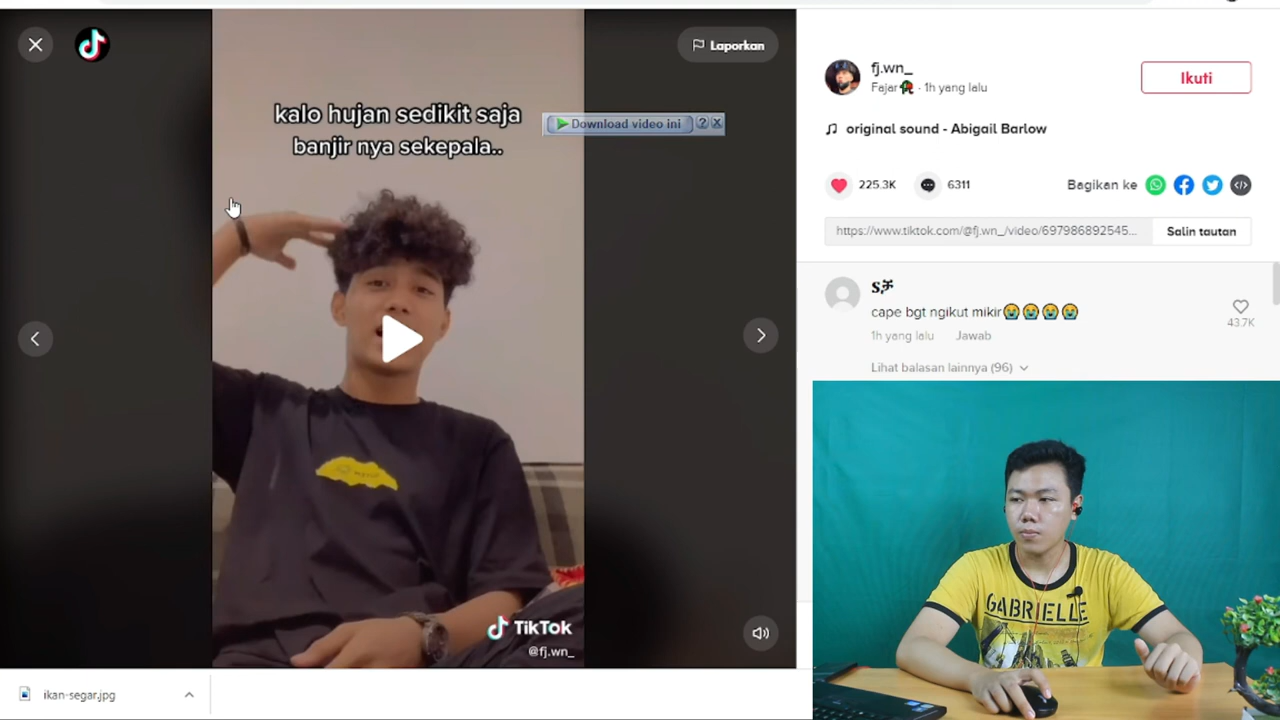 Laporkan
kalo hujan sedikit saja
banjir nya sekepala..
Download video ini
TikTok
@fj.wn_
ikan-segar.jpg
fj.wn_
Fajar · 1h yang lalu
Ikuti
original sound - Abigail Barlow
225.3K
6311
Bagikan ke
https://www.tiktok.com/@fj.wn_/video/697986892545...
Salin tautan
cape bgt ngikut mikir😭😭😭😭
1h yang lalu
Jawab
43.7K
Lihat balasan lainnya (96)
GABRIELLE